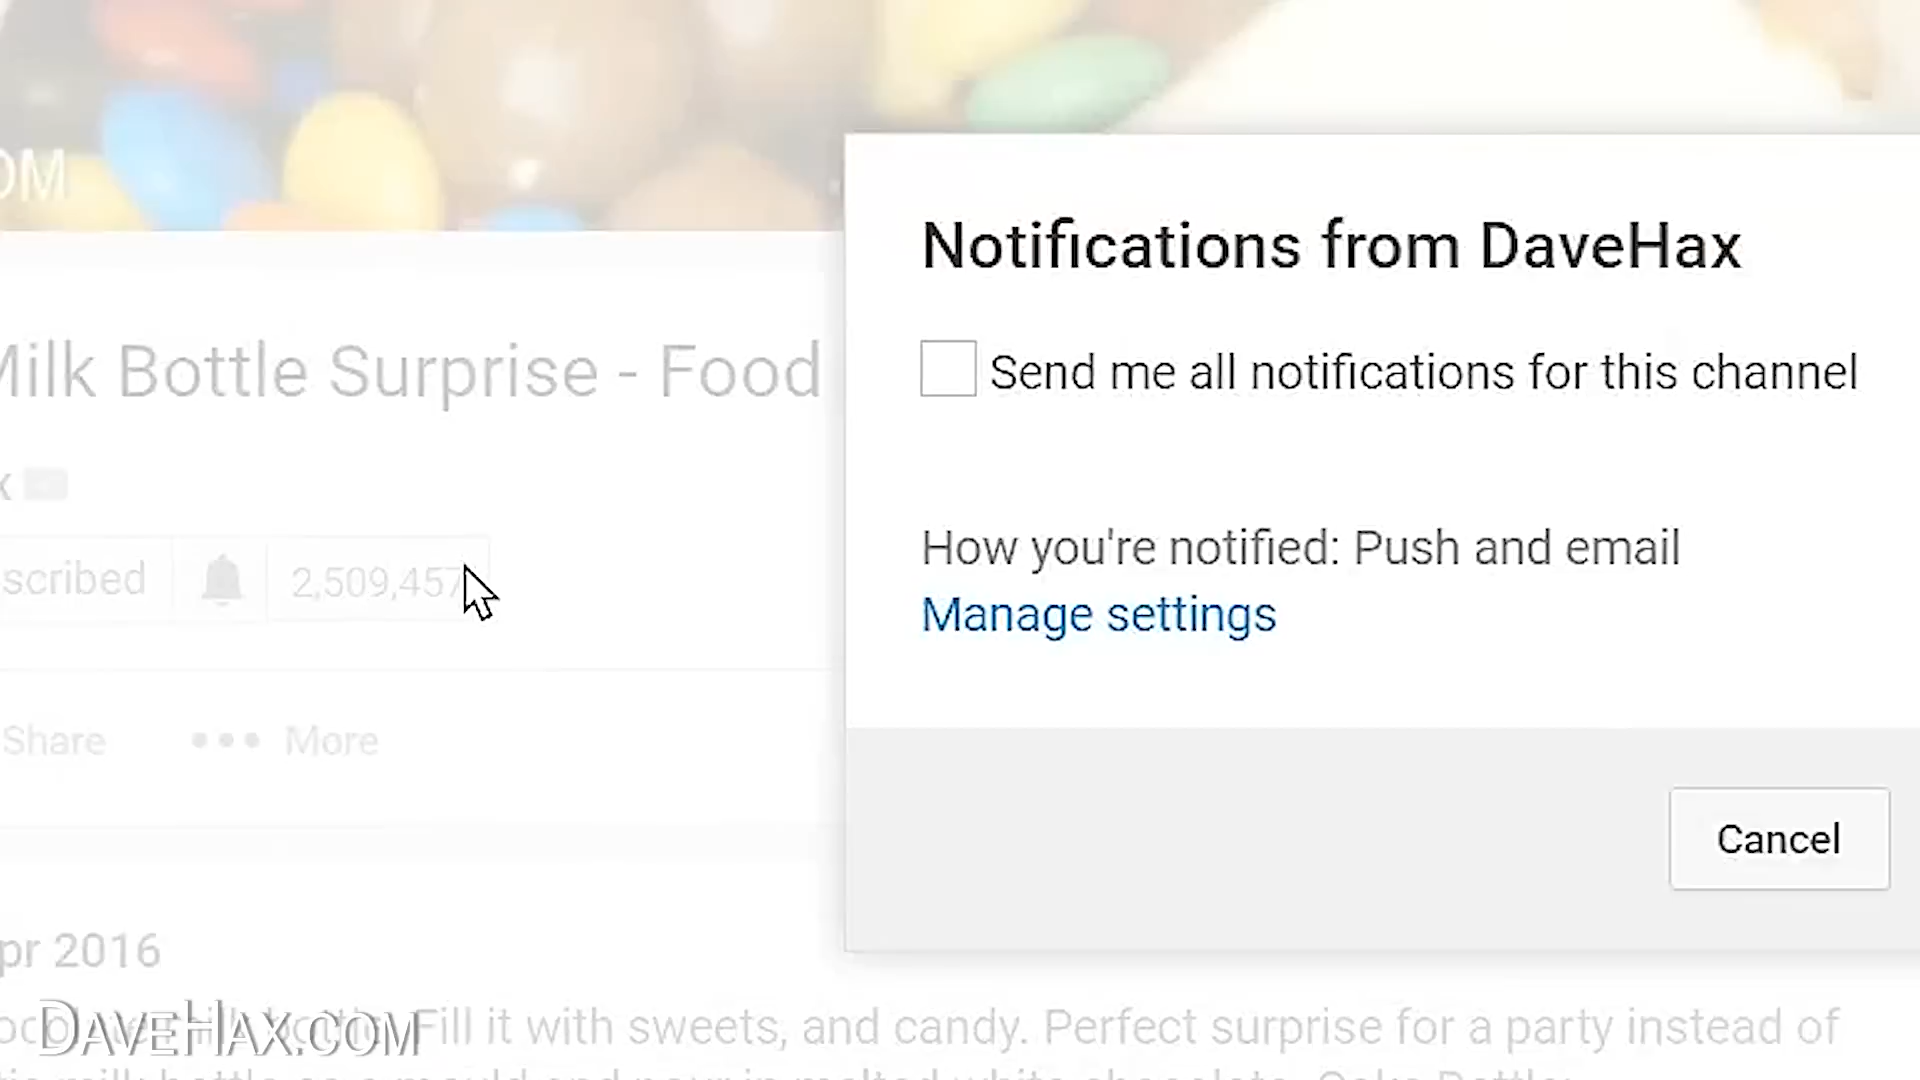 OM
Notifications from DaveHax
Milk Bottle Surprise - Food
Send me all notifications for this channel
x
How you're notified: Push and email
scribed 2,509,457
Manage settings
Share ••• More
Cancel
pr 2016
Fill it with sweets, and candy. Perfect surprise for a party instead of
DAVEHAX.COM